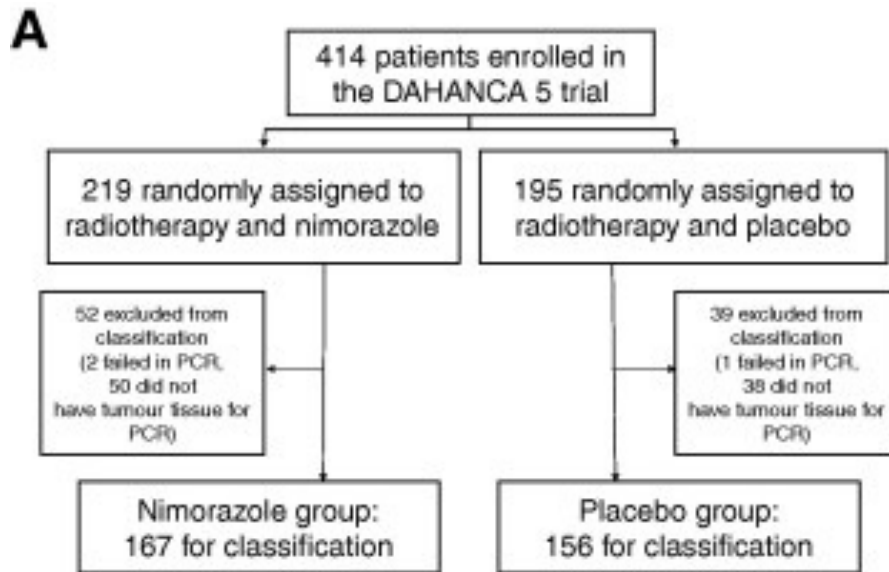 A
414 patients enrolled in
the DAHANCA 5 trial
219 randomly assigned to
radiotherapy and nimorazole
195 randomly assigned to
radiotherapy and placebo
52 excluded from
classification
(2 failed in PCR,
50 did not
have tumour tissue for
PCR)
39 excluded from
classification
(1 failed in PCR,
38 did not
have tumour tissue for
PCR)
Nimorazole group:
167 for classification
Placebo group:
156 for classification